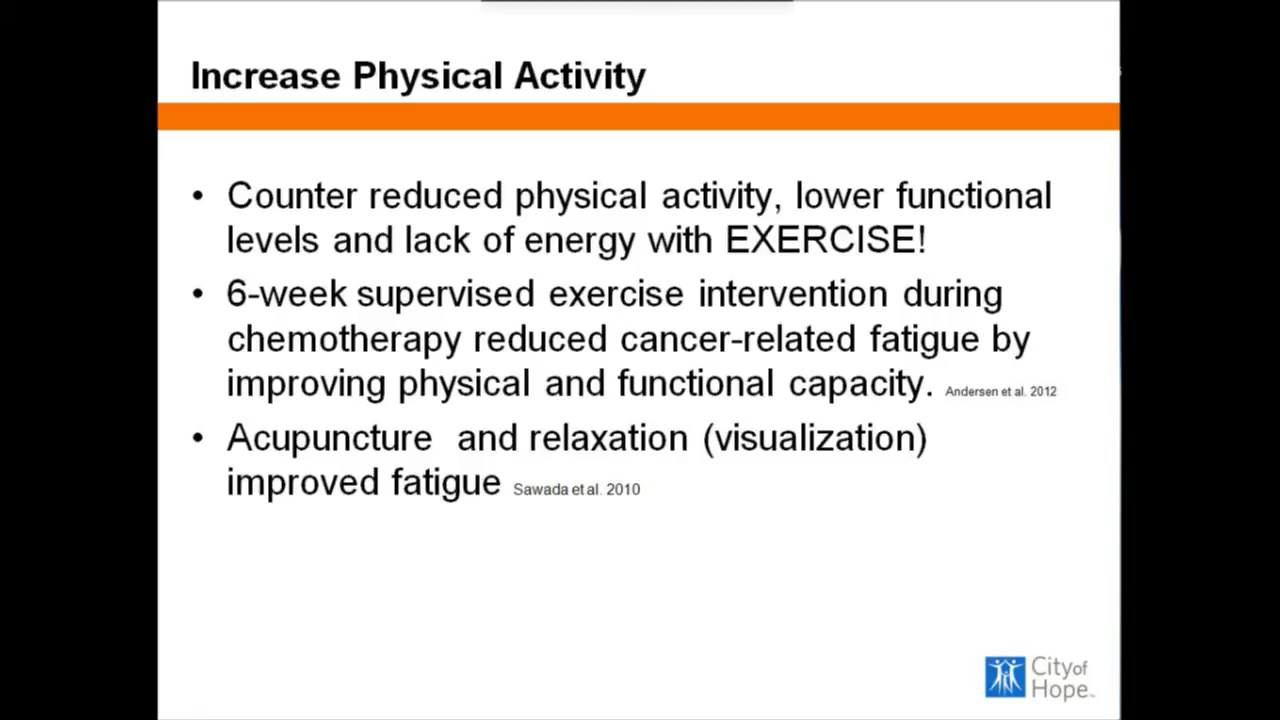 Increase Physical Activity
• Counter reduced physical activity, lower functional
levels and lack of energy with EXERCISE!
• 6-week supervised exercise intervention during
chemotherapy reduced cancer-related fatigue by
improving physical and functional capacity. Andersen et al. 2012
• Acupuncture and relaxation (visualization)
improved fatigue Sawada et al. 2010
City of
Hope™